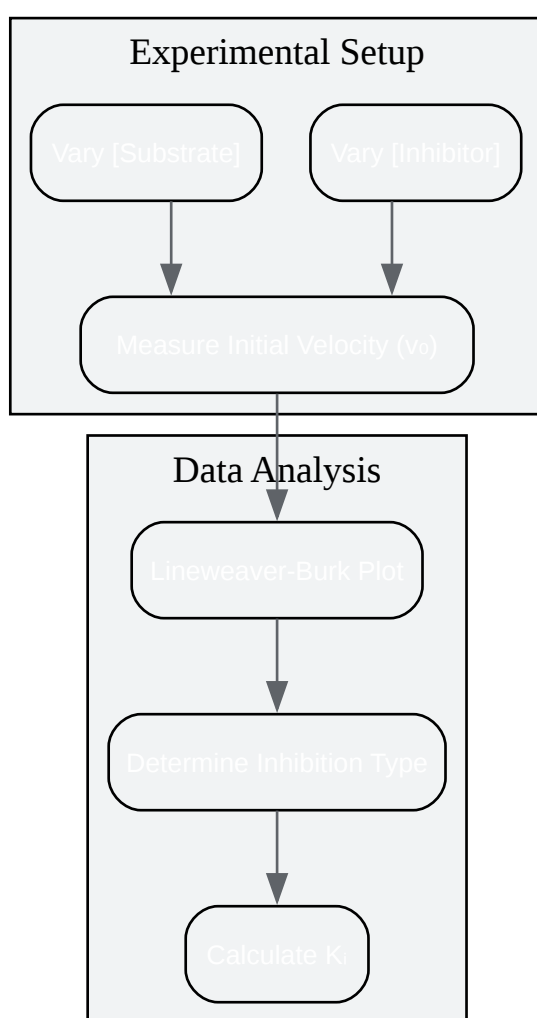 Experimental Setup
Vary [Substrate]
Vary [Inhibitor]
Measure Initial Velocity (v₀)
Data Analysis
Lineweaver-Burk Plot
Determine Inhibition Type
Calculate Kᵢ